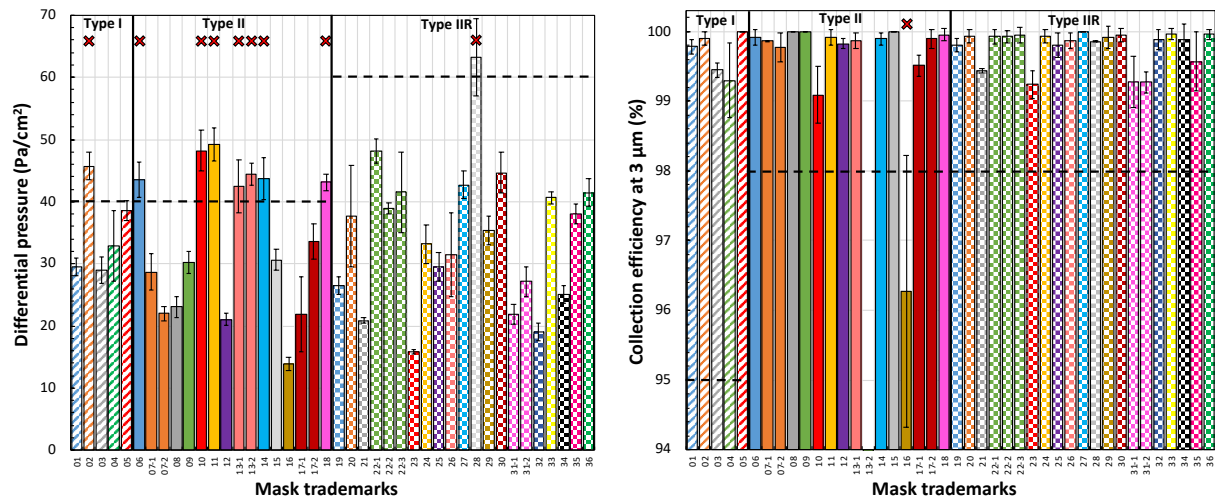 Type I Type II Type IIR
70
60
50
40
30
20
10
0
Differential pressure (Pa/cm²)
01 02 03 04 05 06 07-1 07-2 08 09 10 11 12 13-1 13-2 14 15 16 17-1 17-2 18 19 20 21 22-1 22-2 22-3 23 24 25 26 27 28 29 30 31-1 31-2 32 33 34 35 36
Mask trademarks
Type I Type II Type IIR
100
99
98
97
96
95
94
Collection efficiency at 3 µm (%)
01 02 03 04 05 06 07-1 07-2 08 09 10 11 12 13-1 13-2 14 15 16 17-1 17-2 18 19 20 21 22-1 22-2 22-3 23 24 25 26 27 28 29 30 31-1 31-2 32 33 34 35 36
Mask trademarks